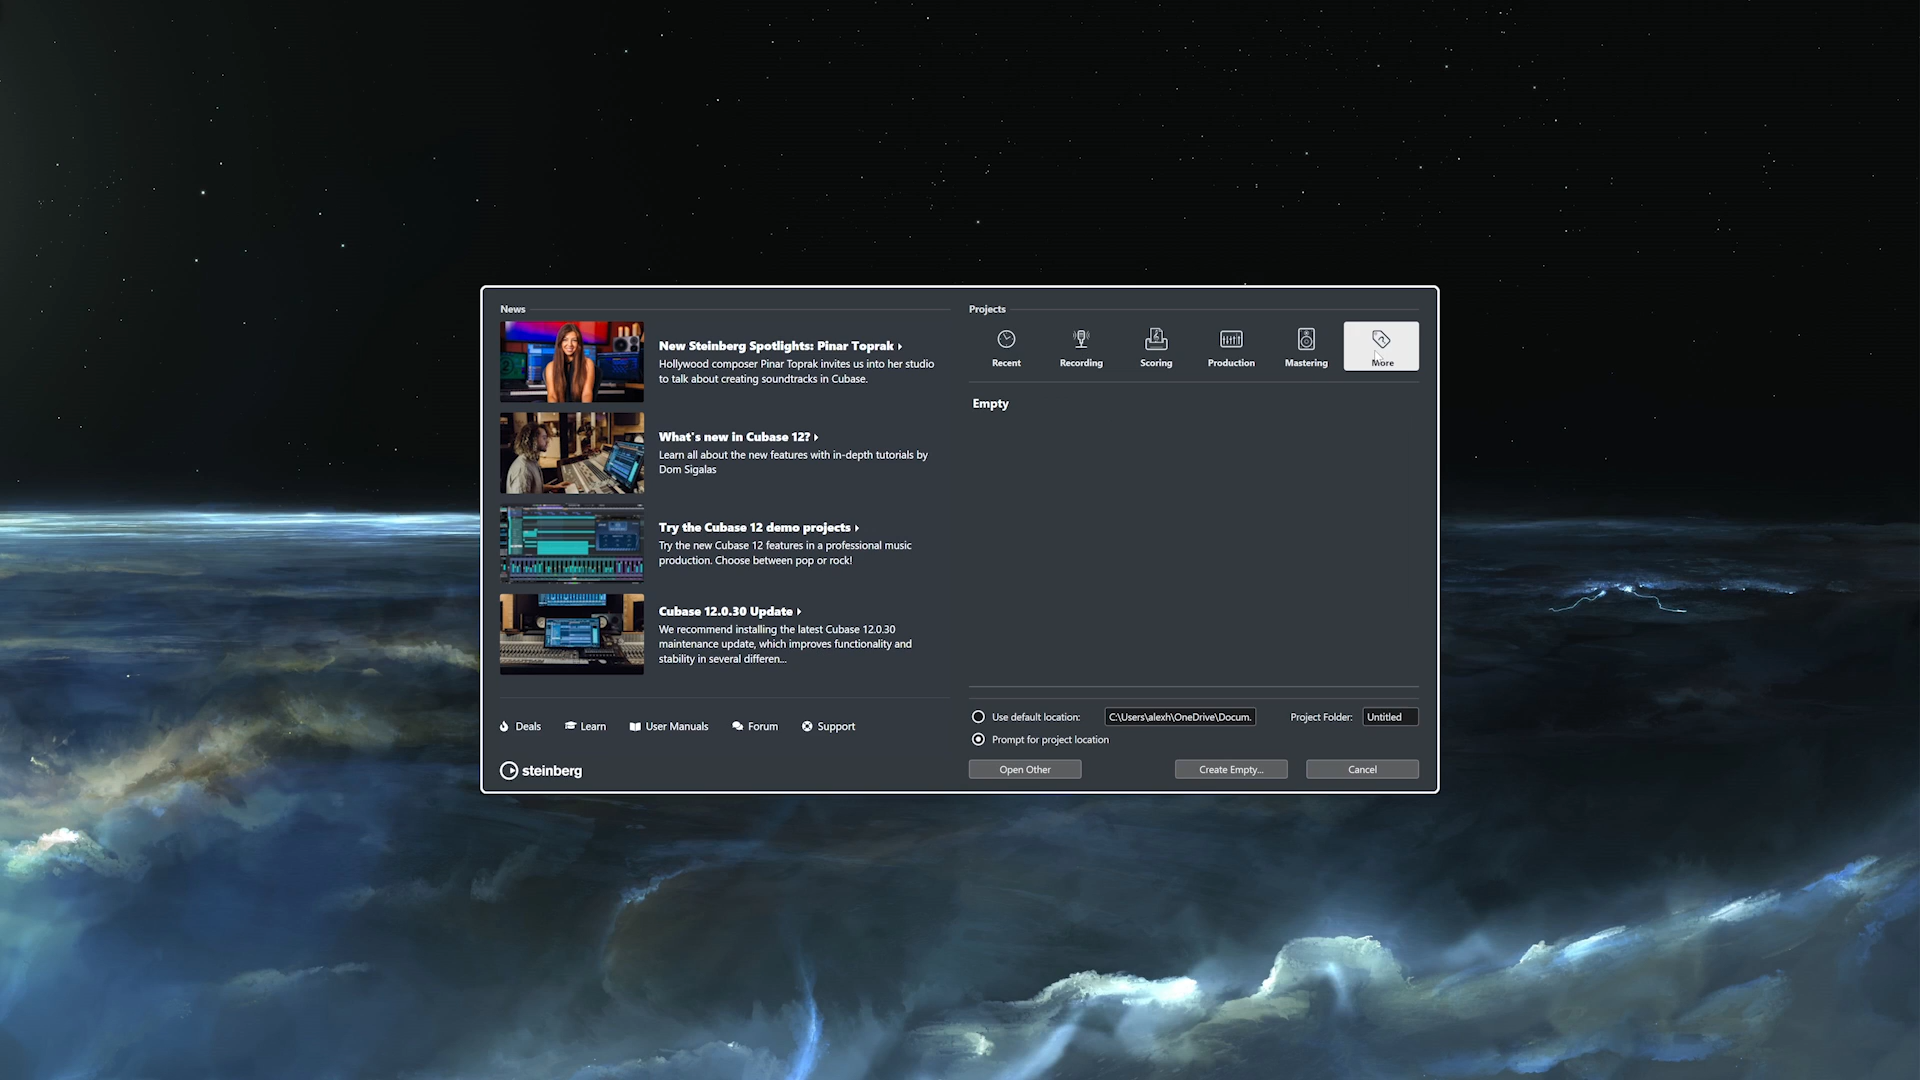 News
New Steinberg Spotlights: Pinar Toprak
Hollywood composer Pinar Toprak invites us into her studio
to talk about creating soundtracks in Cubase.
What's new in Cubase 12?
Learn all about the new features with in-depth tutorials by
Dom Sigalas
Try the Cubase 12 demo projects
Try the new Cubase 12 features in a professional music
production. Choose between pop or rock!
Cubase 12.0.30 Update
We recommend installing the latest Cubase 12.0.30
maintenance update, which improves functionality and
stability in several differen...
Deals Learn User Manuals Forum Support
steinberg
Projects
Recent Recording Scoring Production Mastering More
Empty
Use default location: C:\Users\alexh\OneDrive\Docum. Project Folder: Untitled
Prompt for project location
Open Other Create Empty... Cancel